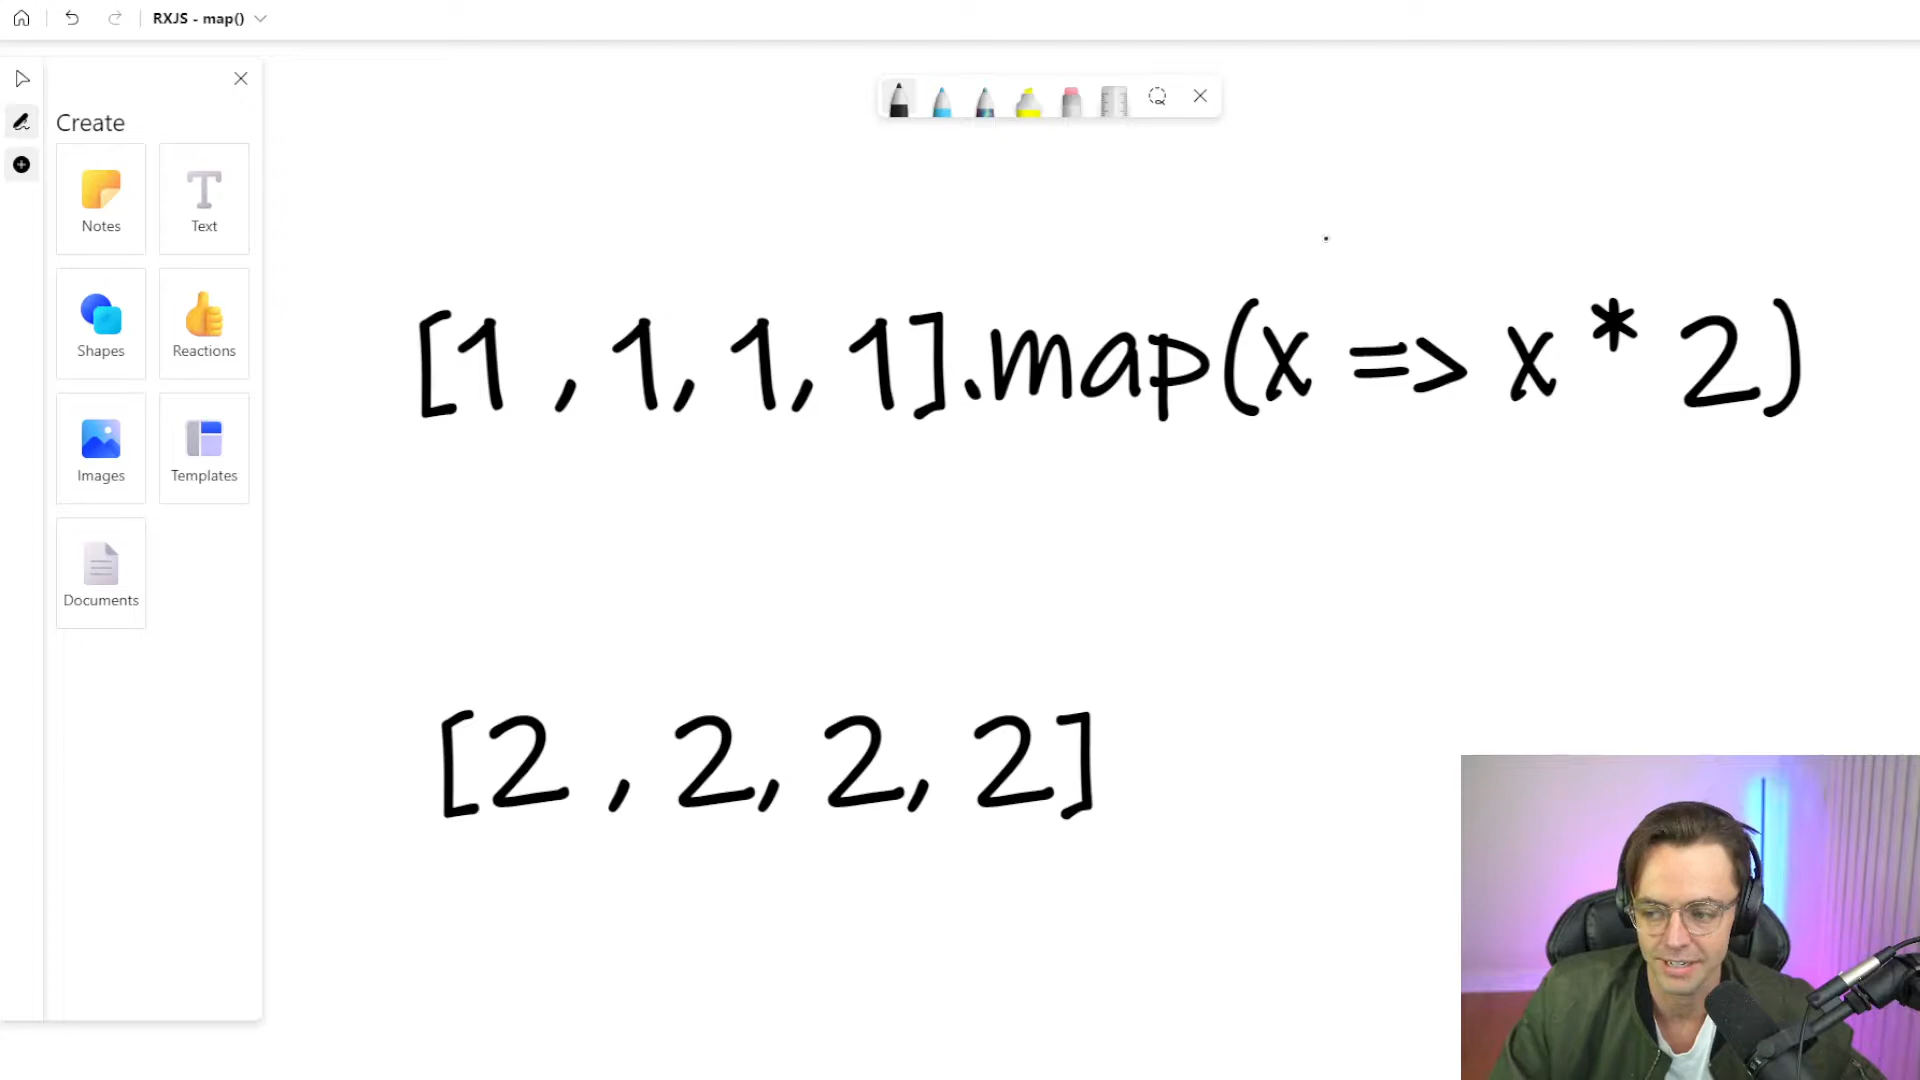 RXJS - map()
Create
Notes
Text
Shapes
Reactions
Images
Templates
Documents
[1 , 1, 1, 1].map(x => x * 2)
[2 , 2, 2, 2]